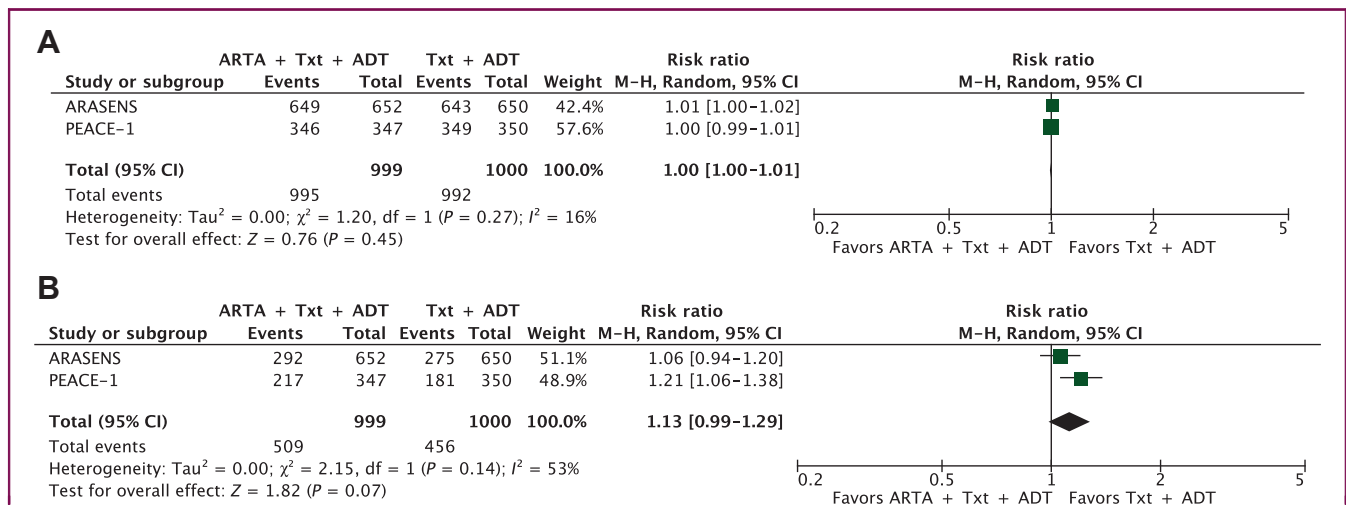 A
ARTA + Txt + ADT Txt + ADT Risk ratio Risk ratio
Study or subgroup Events Total Events Total Weight M–H, Random, 95% CI M–H, Random, 95% CI
ARASENS 649 652 643 650 42.4% 1.01 [1.00–1.02]
PEACE–1 346 347 349 350 57.6% 1.00 [0.99–1.01]
Total (95% CI) 999 1000 100.0% 1.00 [1.00–1.01]
Total events 995 992
Heterogeneity: Tau² = 0.00; χ² = 1.20, df = 1 (P = 0.27); I² = 16%
Test for overall effect: Z = 0.76 (P = 0.45)
0.2 0.5 1 2 5
Favors ARTA + Txt + ADT Favors Txt + ADT
B
ARTA + Txt + ADT Txt + ADT Risk ratio Risk ratio
Study or subgroup Events Total Events Total Weight M–H, Random, 95% CI M–H, Random, 95% CI
ARASENS 292 652 275 650 51.1% 1.06 [0.94–1.20]
PEACE–1 217 347 181 350 48.9% 1.21 [1.06–1.38]
Total (95% CI) 999 1000 100.0% 1.13 [0.99–1.29]
Total events 509 456
Heterogeneity: Tau² = 0.00; χ² = 2.15, df = 1 (P = 0.14); I² = 53%
Test for overall effect: Z = 1.82 (P = 0.07)
0.2 0.5 1 2 5
Favors ARTA + Txt + ADT Favors Txt + ADT